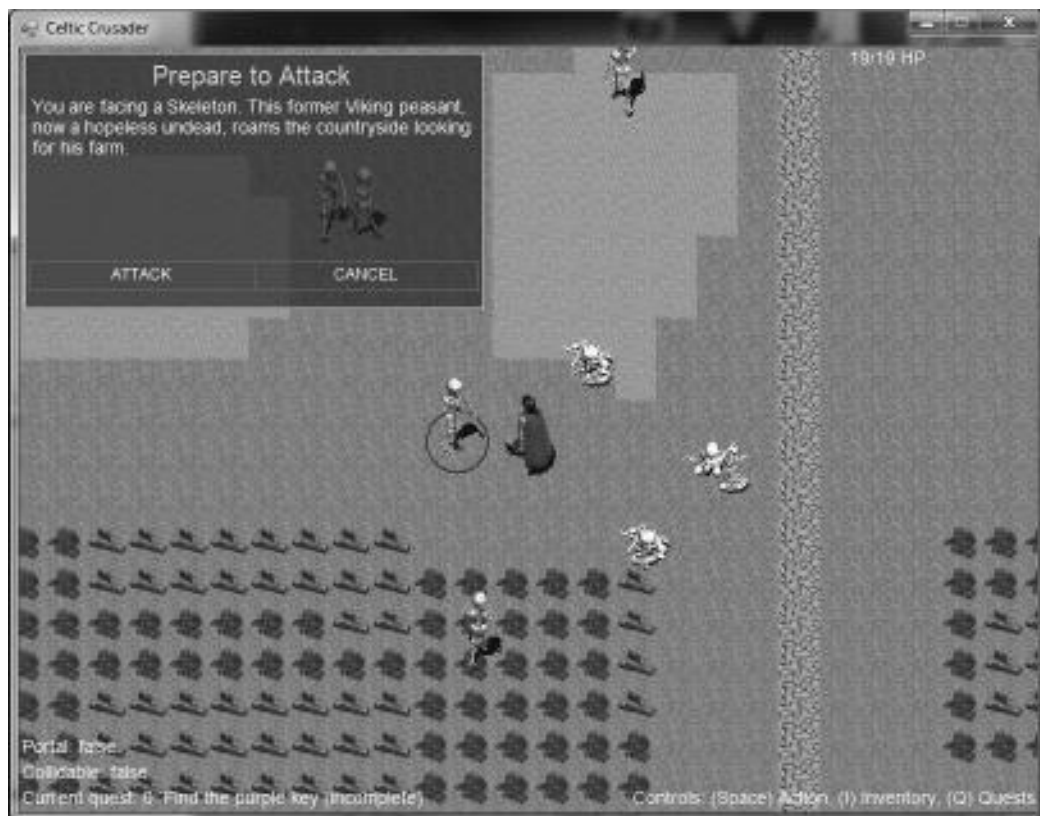 Celtic Crusader
19/19 HP
Prepare to Attack
You are facing a Skeleton. This former Viking peasant,
now a hopeless undead, roams the countryside looking
for his farm.
ATTACK CANCEL
Portal: false
Collidable: false
Current quest: 6: Find the purple key (incomplete)
Controls: (Space) Action, (I) Inventory, (Q) Quests